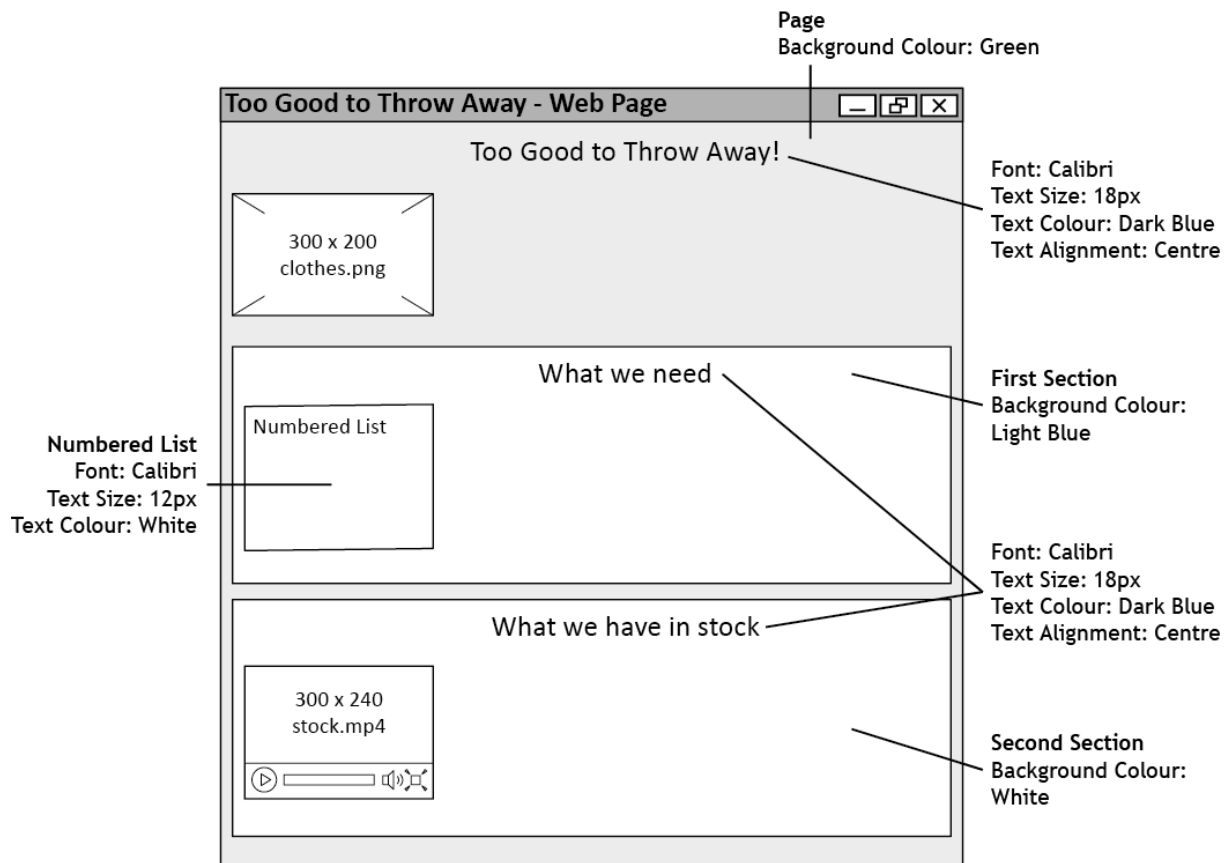 Page
Background Colour: Green
Too Good to Throw Away - Web Page
Too Good to Throw Away!
Font: Calibri
Text Size: 18px
Text Colour: Dark Blue
Text Alignment: Centre
300 x 200
clothes.png
What we need
First Section
Background Colour:
Light Blue
Numbered List
Numbered List
Font: Calibri
Text Size: 12px
Text Colour: White
Font: Calibri
Text Size: 18px
Text Colour: Dark Blue
Text Alignment: Centre
What we have in stock
300 x 240
stock.mp4
Second Section
Background Colour:
White